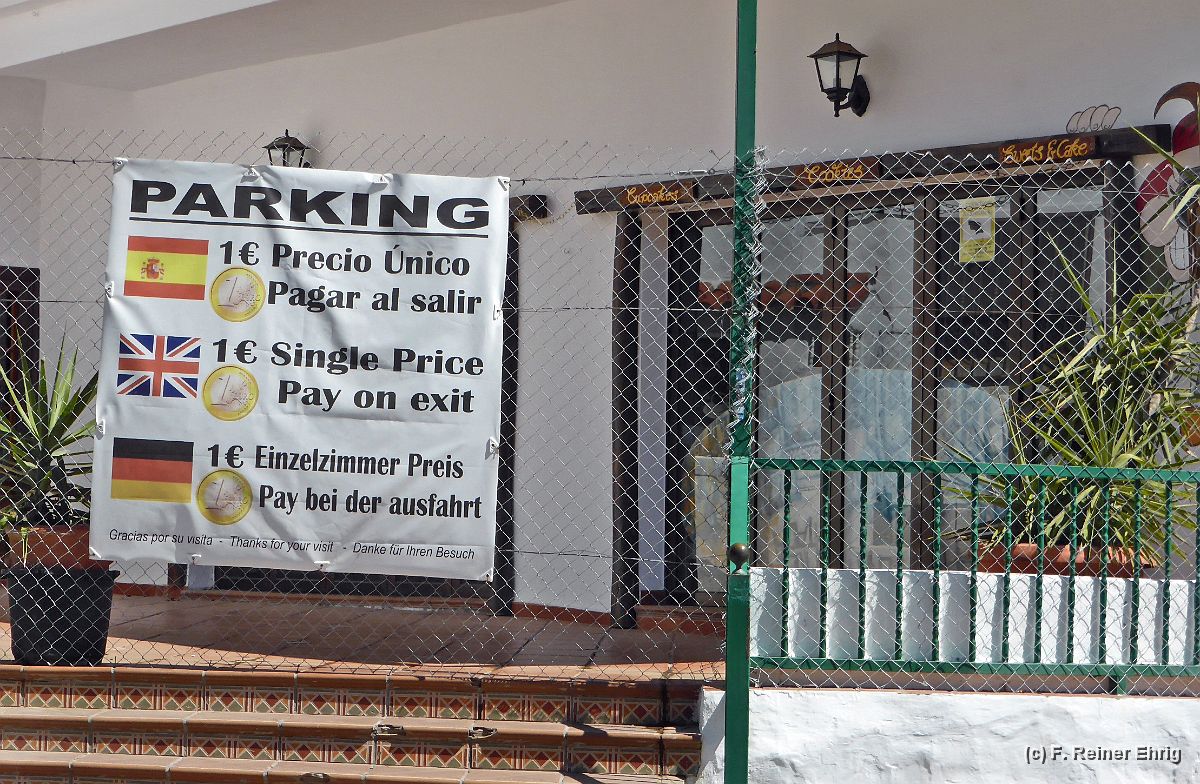 PARKING
1€ Precio Único
Pagar al salir
1€ Single Price
Pay on exit
1€ Einzelzimmer Preis
Pay bei der ausfahrt
Gracias por su visita - Thanks for your visit - Danke für Ihren Besuch
Cupcakes
Cookies
Sweets & Cake
(c) F. Reiner Ehrig